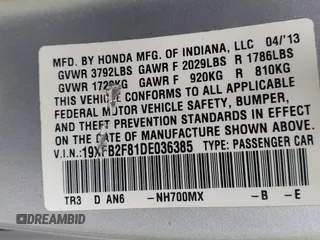 MFD. BY HONDA MFG. OF INDIANA, LLC 04/'13
GVWR 3792LBS GAWR F 2029LBS R 1786LBS
GVWR 1720KG GAWR F 920KG R 810KG
THIS VEHICLE CONFORMS TO ALL APPLICABLE
FEDERAL MOTOR VEHICLE SAFETY, BUMPER,
AND THEFT PREVENTION STANDARDS IN EFFECT
ON THE DATE OF MANUFACTURE SHOWN ABOVE.
V.I.N: 19XFB2F81DE036385 TYPE: PASSENGER CAR
TR3 D AN6 -NH700MX -B -E
DREAMBID